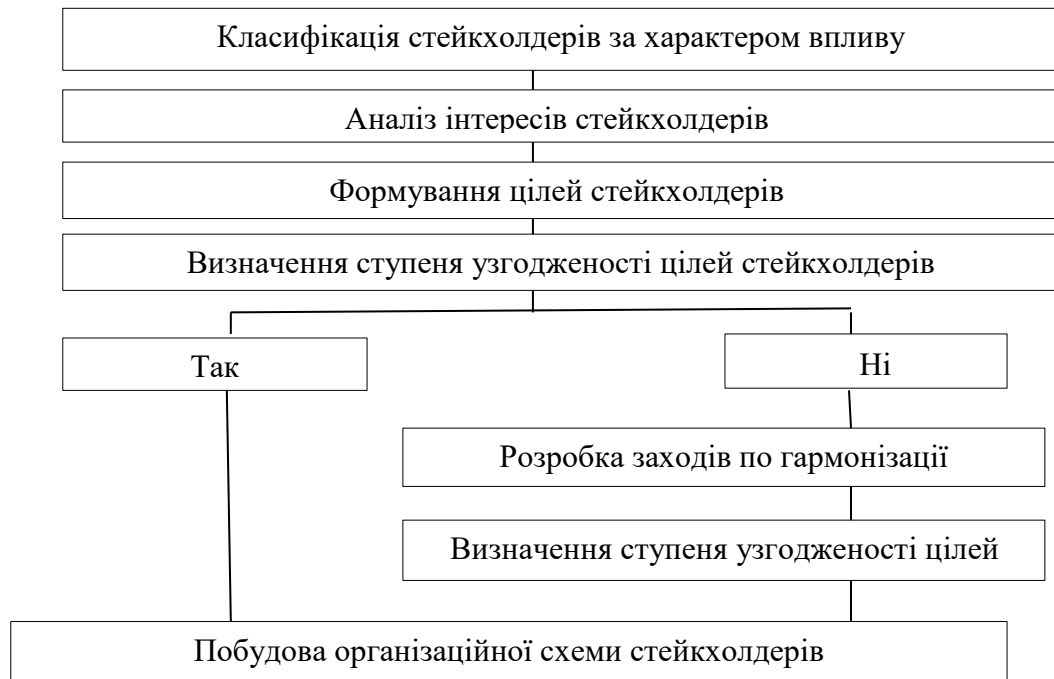 Класифікація стейкхолдерів за характером впливу
Аналіз інтересів стейкхолдерів
Формування цілей стейкхолдерів
Визначення ступеня узгодженості цілей стейкхолдерів
Так
Ні
Розробка заходів по гармонізації
Визначення ступеня узгодженості цілей
Побудова організаційної схеми стейкхолдерів